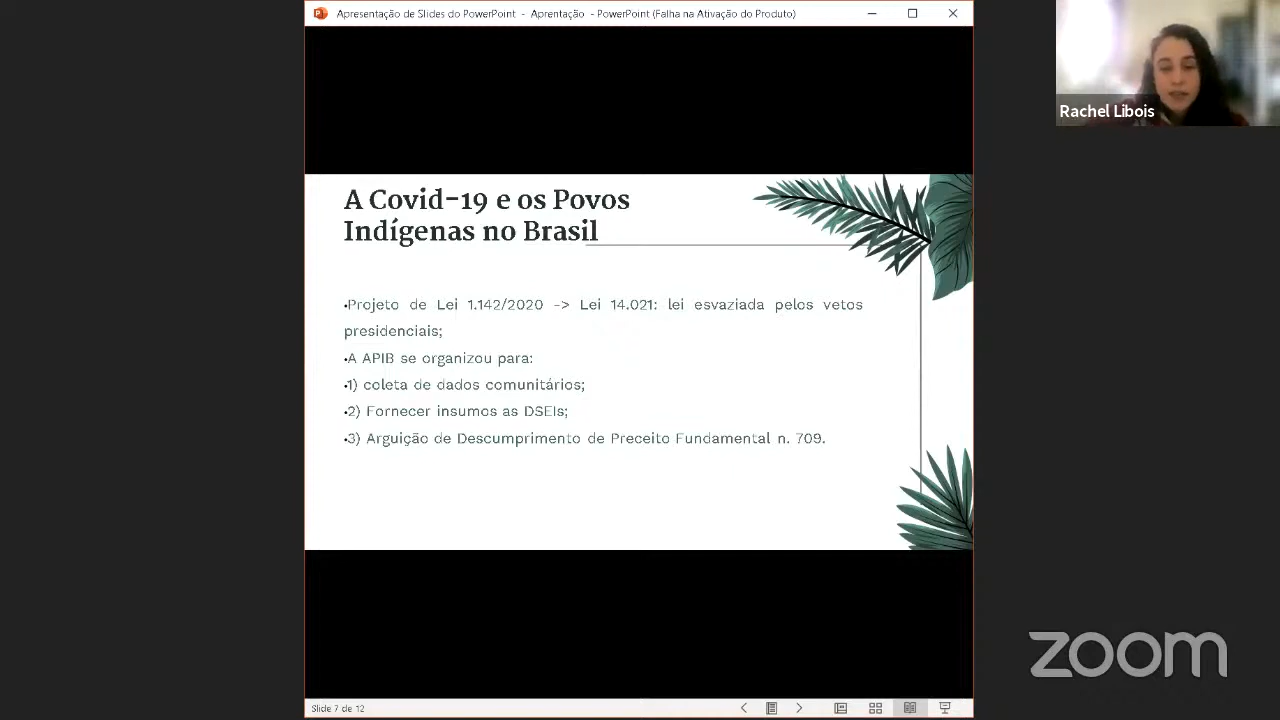 Apresentação de Slides do PowerPoint - Aprentação - PowerPoint (Falha na Ativação do Produto)
Rachel Libois
A Covid-19 e os Povos
Indígenas no Brasil
•Projeto de Lei 1.142/2020 -> Lei 14.021: lei esvaziada pelos vetos
presidenciais;
•A APIB se organizou para:
•1) coleta de dados comunitários;
•2) Fornecer insumos as DSEIs;
•3) Arguição de Descumprimento de Preceito Fundamental n. 709.
zoom
Slide 7 de 12